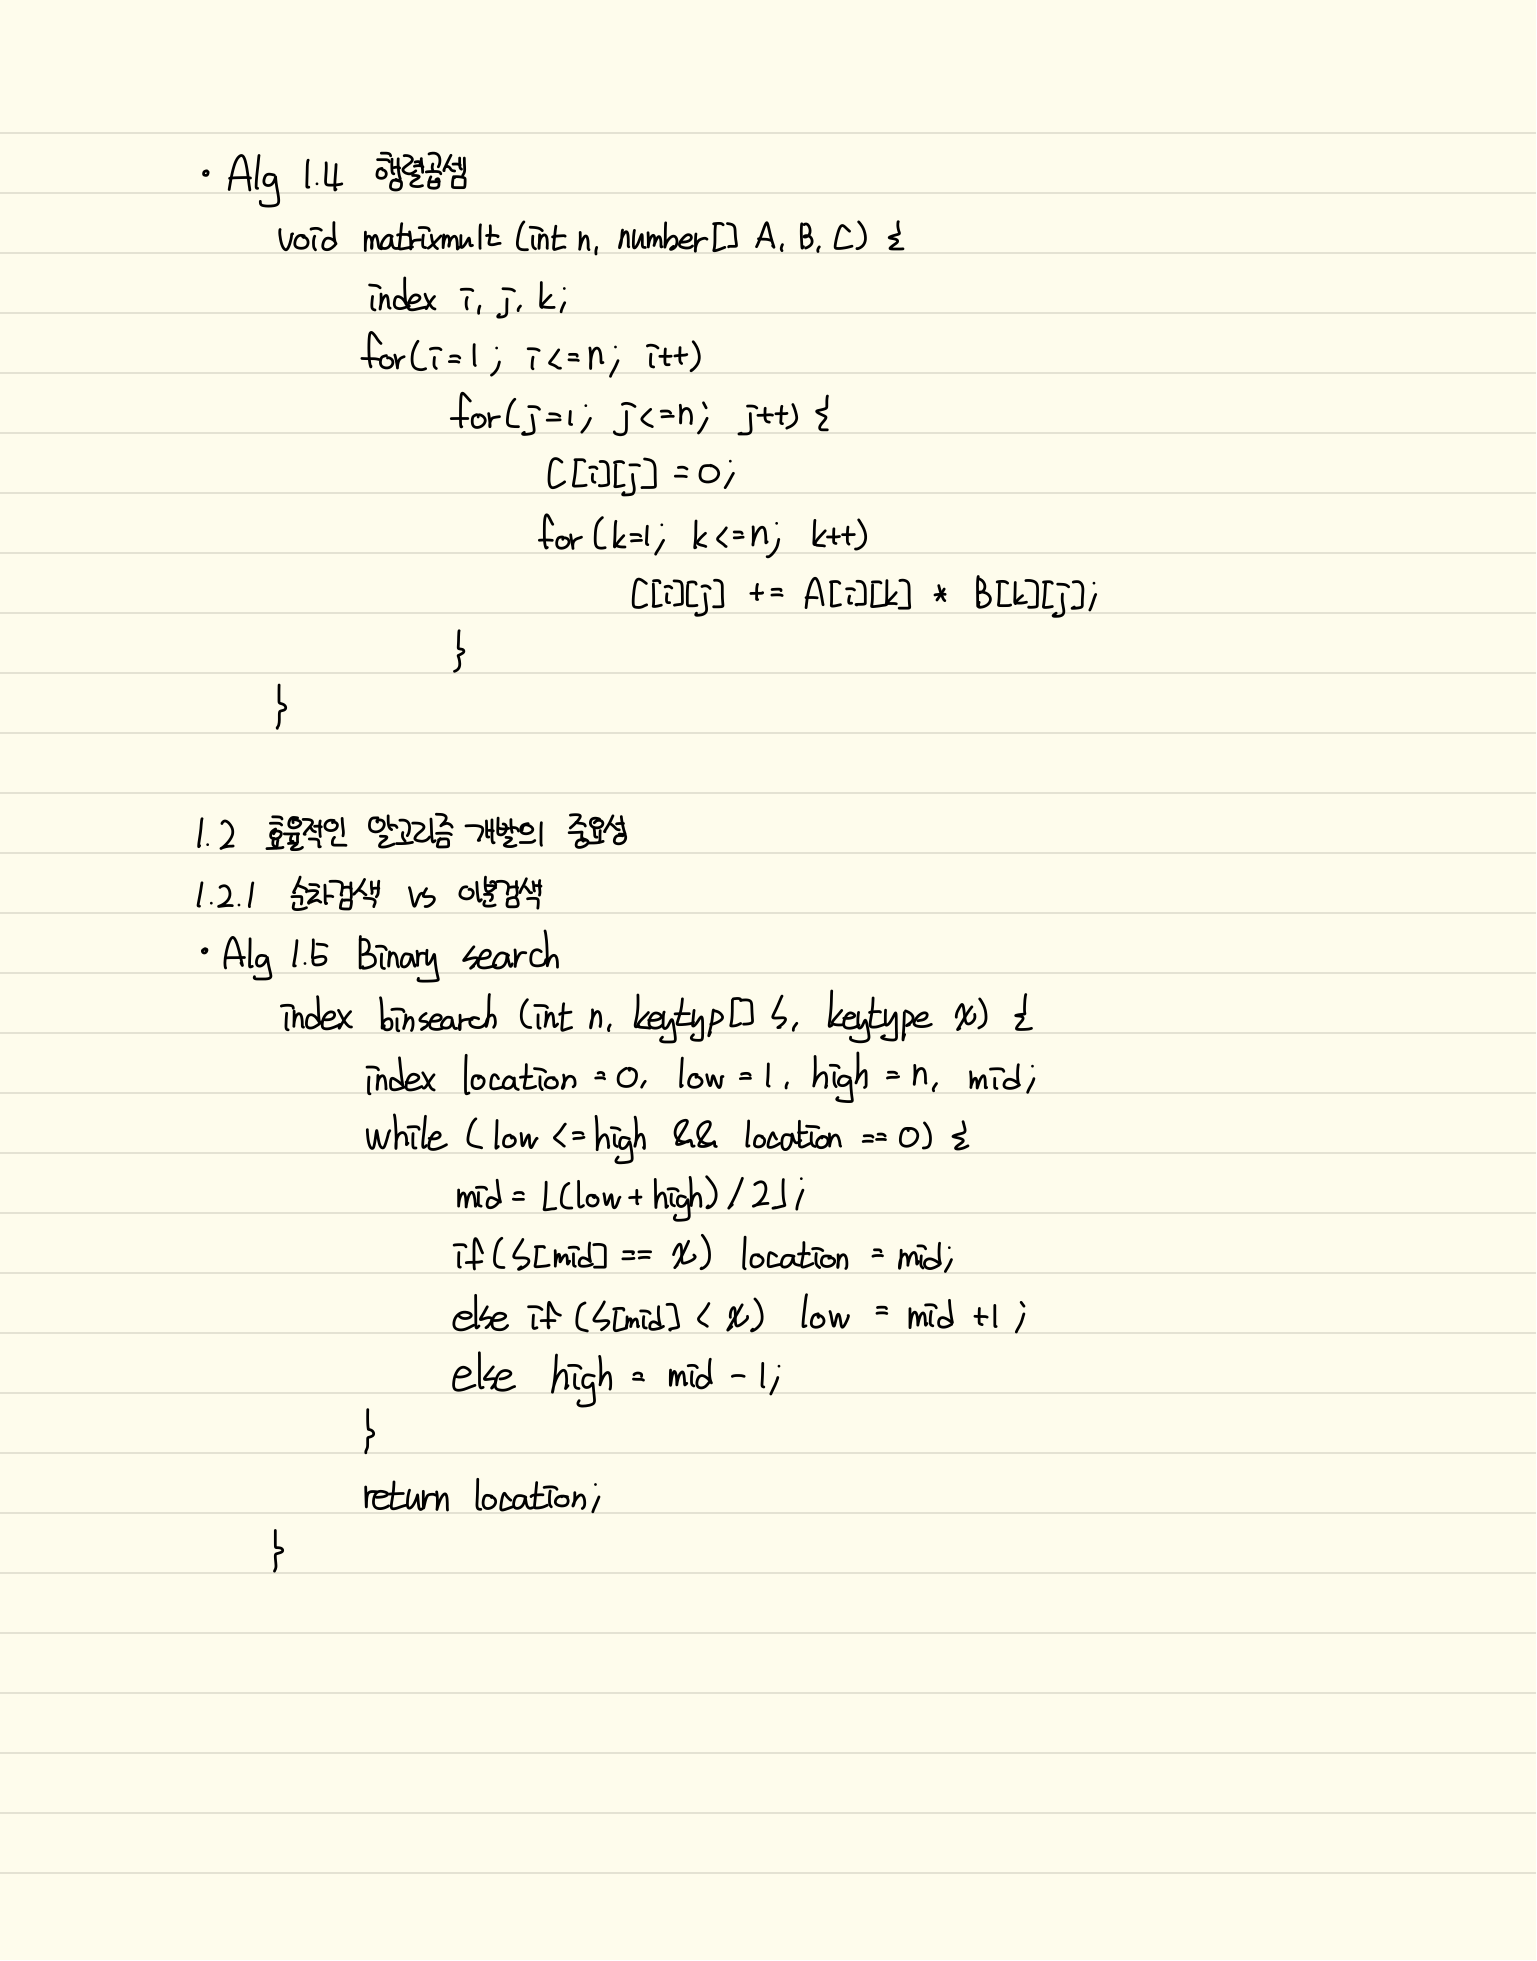 · Alg 1.4 행렬곱셈
void matrixmult (int n, number[] A, B, C) {
index i, j, k;
for(i=1; i<=n; i++)
for(j=1; j<=n; j++) {
C[i][j] = 0;
for(k=1; k<=n; k++)
C[i][j] += A[i][k] * B[k][j];
}
}
1.2 효율적인 알고리즘 개발의 중요성
1.2.1 순차검색 vs 이분검색
· Alg 1.5 Binary search
index binsearch (int n, keytyp[] S, keytype x) {
index location = 0, low = 1, high = n, mid;
while (low <= high && location == 0) {
mid = ⌊(low + high) / 2⌋;
if(S[mid] == x) location = mid;
else if (S[mid] < x) low = mid +1;
else high = mid - 1;
}
return location;
}